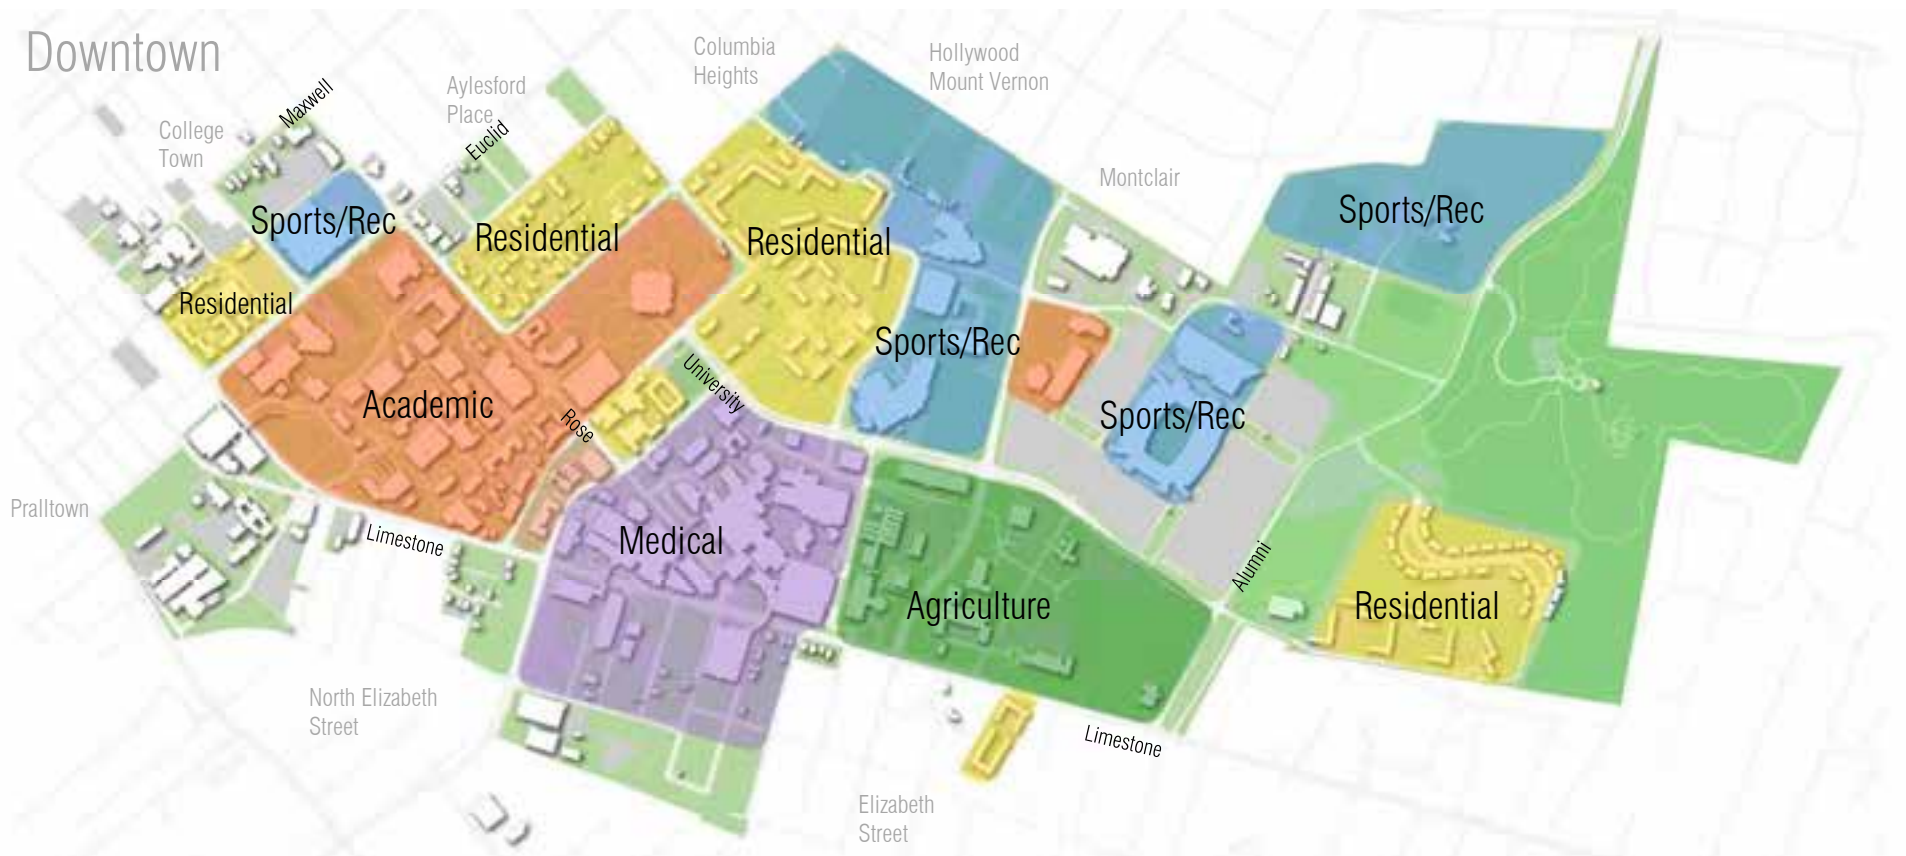 Downtown
Columbia
Heights
Hollywood
Mount Vernon
Aylesford
Place
Maxwell
College
Town
Euclid
Montclair
Sports/Rec
Sports/Rec
Residential
Residential
Residential
Sports/Rec
University
Academic
Rose
Sports/Rec
Pralltown
Limestone
Medical
Alumni
Agriculture
Residential
North Elizabeth
Street
Limestone
Elizabeth
Street